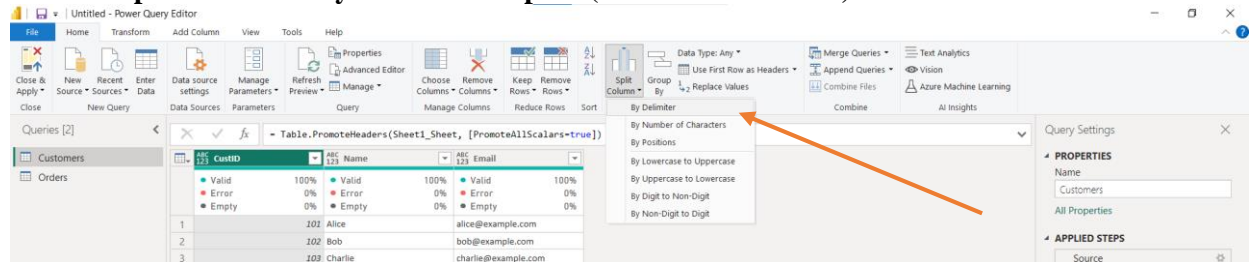 Untitled - Power Query Editor
File Home Transform Add Column View Tools Help
Close & Apply
New Source
Recent Sources
Enter Data
Data source settings
Manage Parameters
Refresh Preview
Properties
Advanced Editor
Manage
Choose Columns
Remove Columns
Keep Rows
Remove Rows
Split Column
Group By
Data Type: Any
Use First Row as Headers
Replace Values
Merge Queries
Append Queries
Combine Files
Text Analytics
Vision
Azure Machine Learning
Close New Query Data Sources Parameters Query Manage Columns Reduce Rows Sort Combine AI Insights
By Delimiter
By Number of Characters
By Positions
By Lowercase to Uppercase
By Uppercase to Lowercase
By Digit to Non-Digit
By Non-Digit to Digit
Queries [2]
Customers
Orders
fx = Table.PromoteHeaders(Sheet1_Sheet, [PromoteAllScalars=true])
ABC 123 CustID ABC 123 Name ABC 123 Email
Valid 100% Valid 100% Valid 100%
Error 0% Error 0% Error 0%
Empty 0% Empty 0% Empty 0%
1 101 Alice alice@example.com
2 102 Bob bob@example.com
3 103 Charlie charlie@example.com
Query Settings
PROPERTIES
Name
Customers
All Properties
APPLIED STEPS
Source